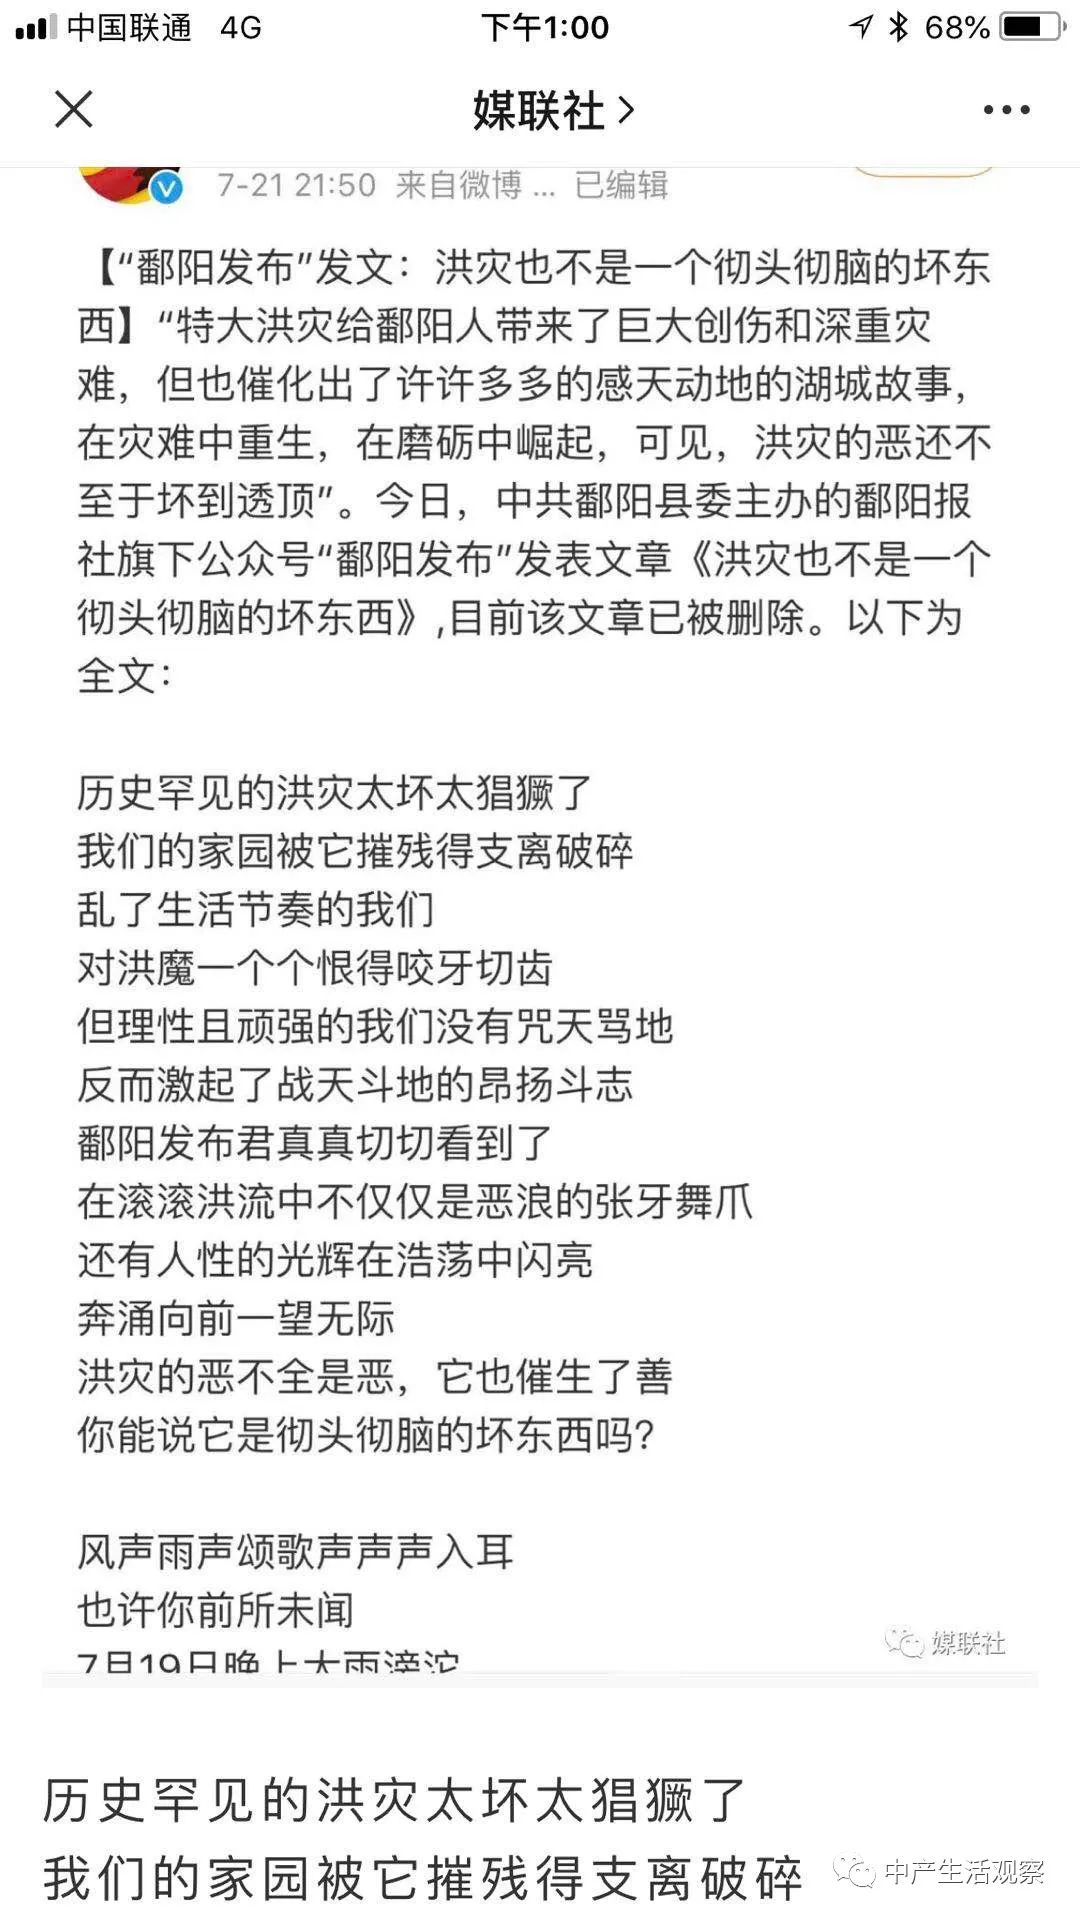 中国联通 4G 下午1:00 68%
媒联社
7-21 21:50 来自微博 ... 已编辑
【“鄱阳发布”发文：洪灾也不是一个彻头彻脑的坏东
西】“特大洪灾给鄱阳人带来了巨大创伤和深重灾
难，但也催化出了许许多多的感天动地的湖城故事，
在灾难中重生，在磨砺中崛起，可见，洪灾的恶还不
至于坏到透顶”。今日，中共鄱阳县委主办的鄱阳报
社旗下公众号“鄱阳发布”发表文章《洪灾也不是一个
彻头彻脑的坏东西》,目前该文章已被删除。以下为
全文：
历史罕见的洪灾太坏太猖獗了
我们的家园被它摧残得支离破碎
乱了生活节奏的我们
对洪魔一个个恨得咬牙切齿
但理性且顽强的我们没有咒天骂地
反而激起了战天斗地的昂扬斗志
鄱阳发布君真真切切看到了
在滚滚洪流中不仅仅是恶浪的张牙舞爪
还有人性的光辉在浩荡中闪亮
奔涌向前一望无际
洪灾的恶不全是恶，它也催生了善
你能说它是彻头彻脑的坏东西吗？
风声雨声颂歌声声声入耳
也许你前所未闻
7月19日晚上大雨滂沱
媒联社
历史罕见的洪灾太坏太猖獗了
我们的家园被它摧残得支离破碎
中产生活观察